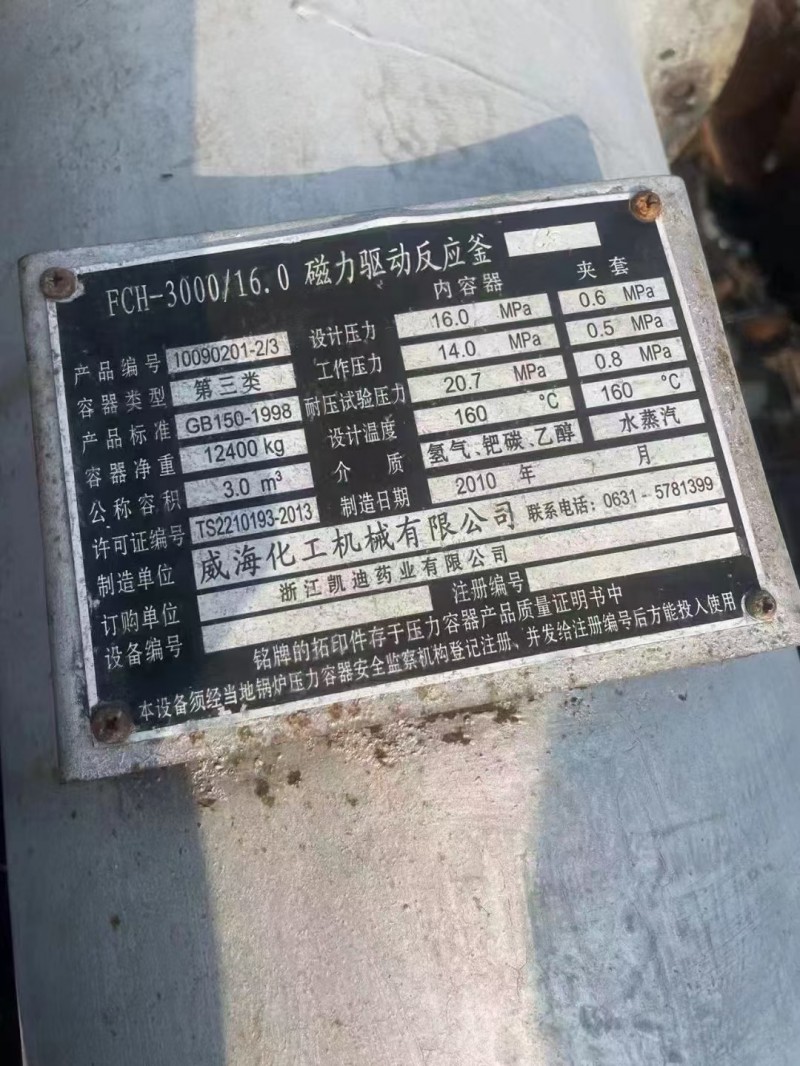 FCH-3000/16.0 磁力驱动反应釜
内容器 夹套
产品编号 10090201-2/3 设计压力 16.0 MPa 0.6 MPa
容器类型 第三类 工作压力 14.0 MPa 0.5 MPa
产品标准 GB150-1998 耐压试验压力 20.7 MPa 0.8 MPa
容器净重 12400 kg 设计温度 160 ℃ 160 ℃
公称容积 3.0 m³ 介质 氢气、钯碳、乙醇 水蒸汽
许可证编号 TS2210193-2013 制造日期 2010 年 月
制造单位 威海化工机械有限公司 联系电话：0631-5781399
订购单位 浙江凯迪药业有限公司
设备编号 注册编号
铭牌的拓印件存于压力容器产品质量证明书中
本设备须经当地锅炉压力容器安全监察机构登记注册、并发给注册编号后方能投入使用